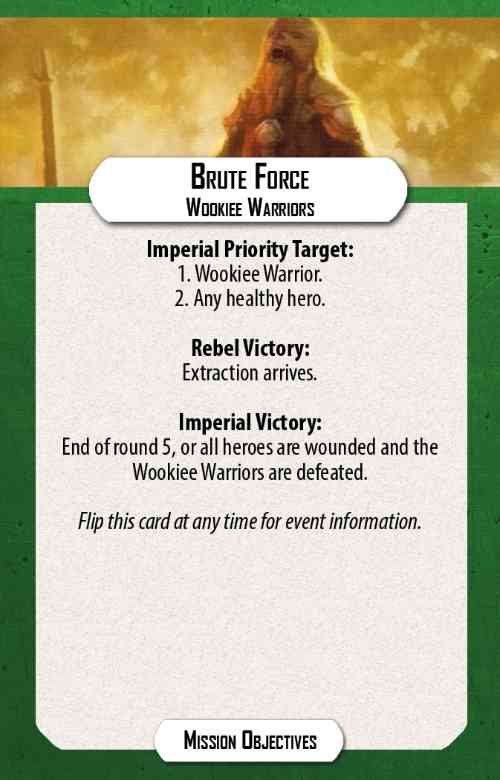 Brute Force
Wookiee Warriors
Imperial Priority Target:
1. Wookiee Warrior.
2. Any healthy hero.
Rebel Victory:
Extraction arrives.
Imperial Victory:
End of round 5, or all heroes are wounded and the
Wookiee Warriors are defeated.
Flip this card at any time for event information.
Mission Objectives